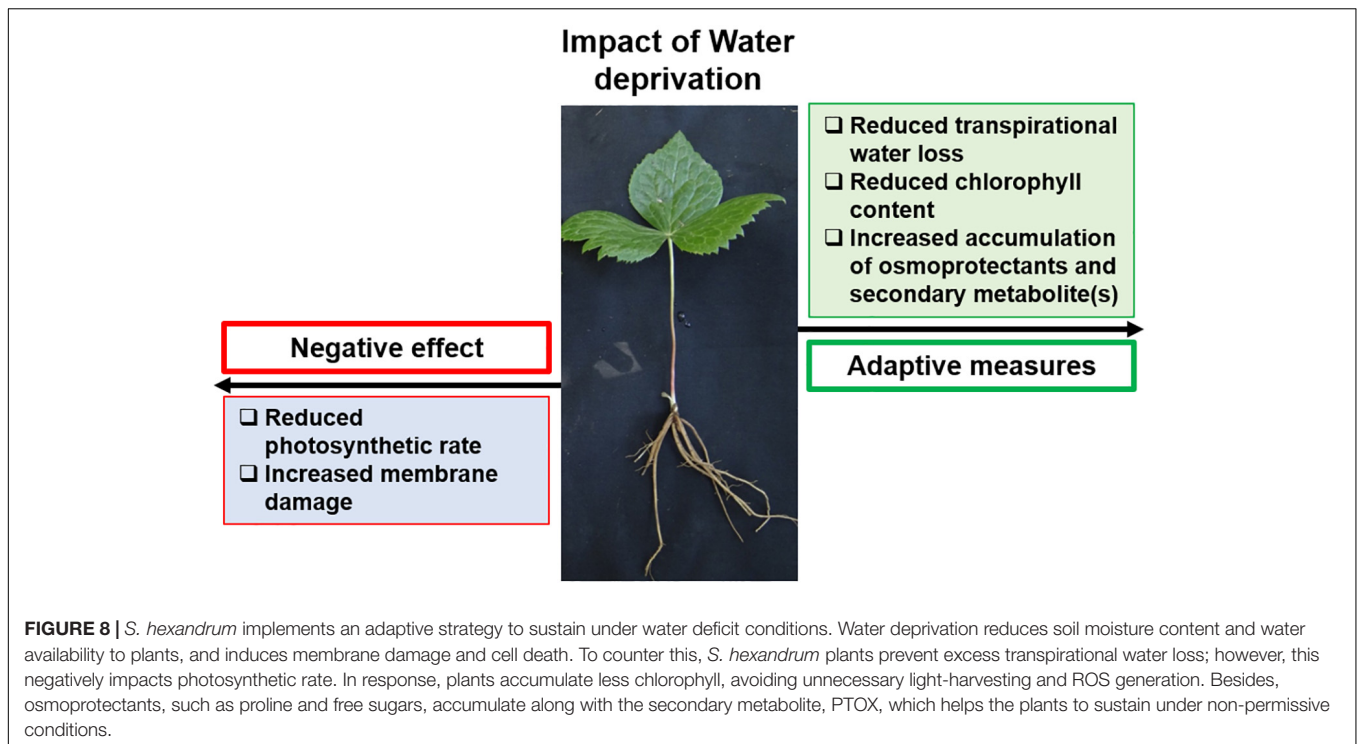 Impact of Water
deprivation
❑ Reduced transpirational
water loss
❑ Reduced chlorophyll
content
❑ Increased accumulation
of osmoprotectants and
secondary metabolite(s)
Adaptive measures
Negative effect
❑ Reduced
photosynthetic rate
❑ Increased membrane
damage
FIGURE 8 | S. hexandrum implements an adaptive strategy to sustain under water deficit conditions. Water deprivation reduces soil moisture content and water
availability to plants, and induces membrane damage and cell death. To counter this, S. hexandrum plants prevent excess transpirational water loss; however, this
negatively impacts photosynthetic rate. In response, plants accumulate less chlorophyll, avoiding unnecessary light-harvesting and ROS generation. Besides,
osmoprotectants, such as proline and free sugars, accumulate along with the secondary metabolite, PTOX, which helps the plants to sustain under non-permissive
conditions.